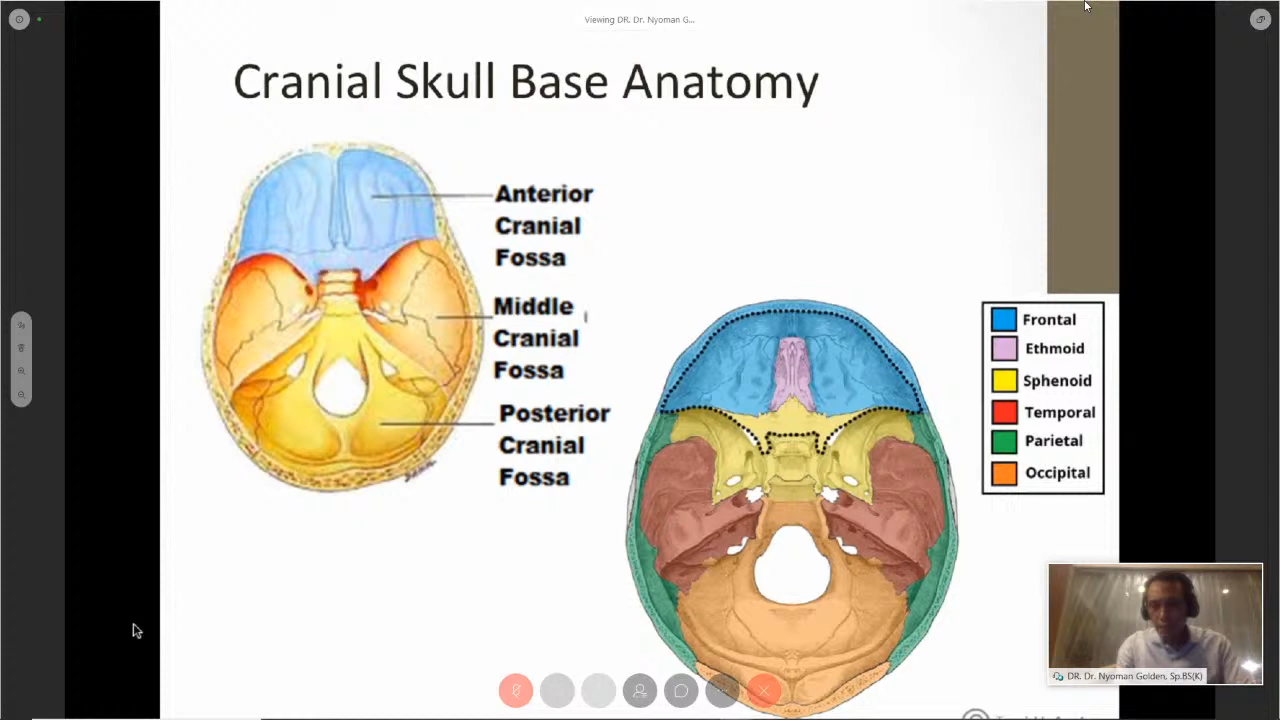 Viewing DR. Dr. Nyoman G...
Cranial Skull Base Anatomy
Anterior
Cranial
Fossa
Middle
Cranial
Fossa
Posterior
Cranial
Fossa
Frontal
Ethmoid
Sphenoid
Temporal
Parietal
Occipital
DR. Dr. Nyoman Golden, Sp.BS(K)